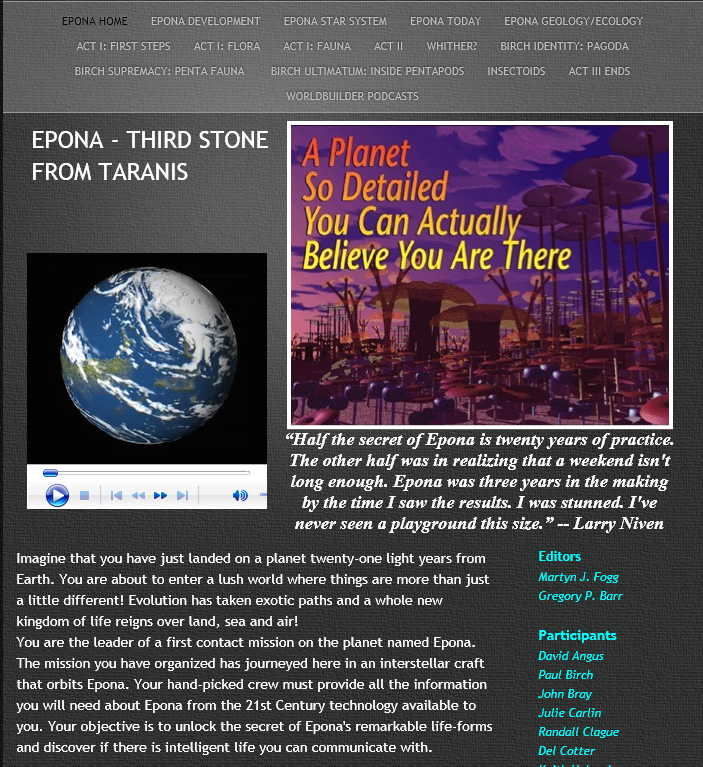 EPONA HOME EPONA DEVELOPMENT EPONA STAR SYSTEM EPONA TODAY EPONA GEOLOGY/ECOLOGY
ACT I: FIRST STEPS ACT I: FLORA ACT I: FAUNA ACT II WHITHER? BIRCH IDENTITY: PAGODA
BIRCH SUPREMACY: PENTA FAUNA BIRCH ULTIMATUM: INSIDE PENTAPODS INSECTOIDS ACT III ENDS
WORLDBUILDER PODCASTS
EPONA - THIRD STONE
FROM TARANIS
A Planet
So Detailed
You Can Actually
Believe You Are There
“Half the secret of Epona is twenty years of practice.
The other half was in realizing that a weekend isn't
long enough. Epona was three years in the making
by the time I saw the results. I was stunned. I've
never seen a playground this size.” -- Larry Niven
Imagine that you have just landed on a planet twenty-one light years from
Earth. You are about to enter a lush world where things are more than just
a little different! Evolution has taken exotic paths and a whole new
kingdom of life reigns over land, sea and air!
You are the leader of a first contact mission on the planet named Epona.
The mission you have organized has journeyed here in an interstellar craft
that orbits Epona. Your hand-picked crew must provide all the information
you will need about Epona from the 21st Century technology available to
you. Your objective is to unlock the secret of Epona's remarkable life-forms
and discover if there is intelligent life you can communicate with.
Editors
Martyn J. Fogg
Gregory P. Barr
Participants
David Angus
Paul Birch
John Bray
Julie Carlin
Randall Clague
Del Cotter